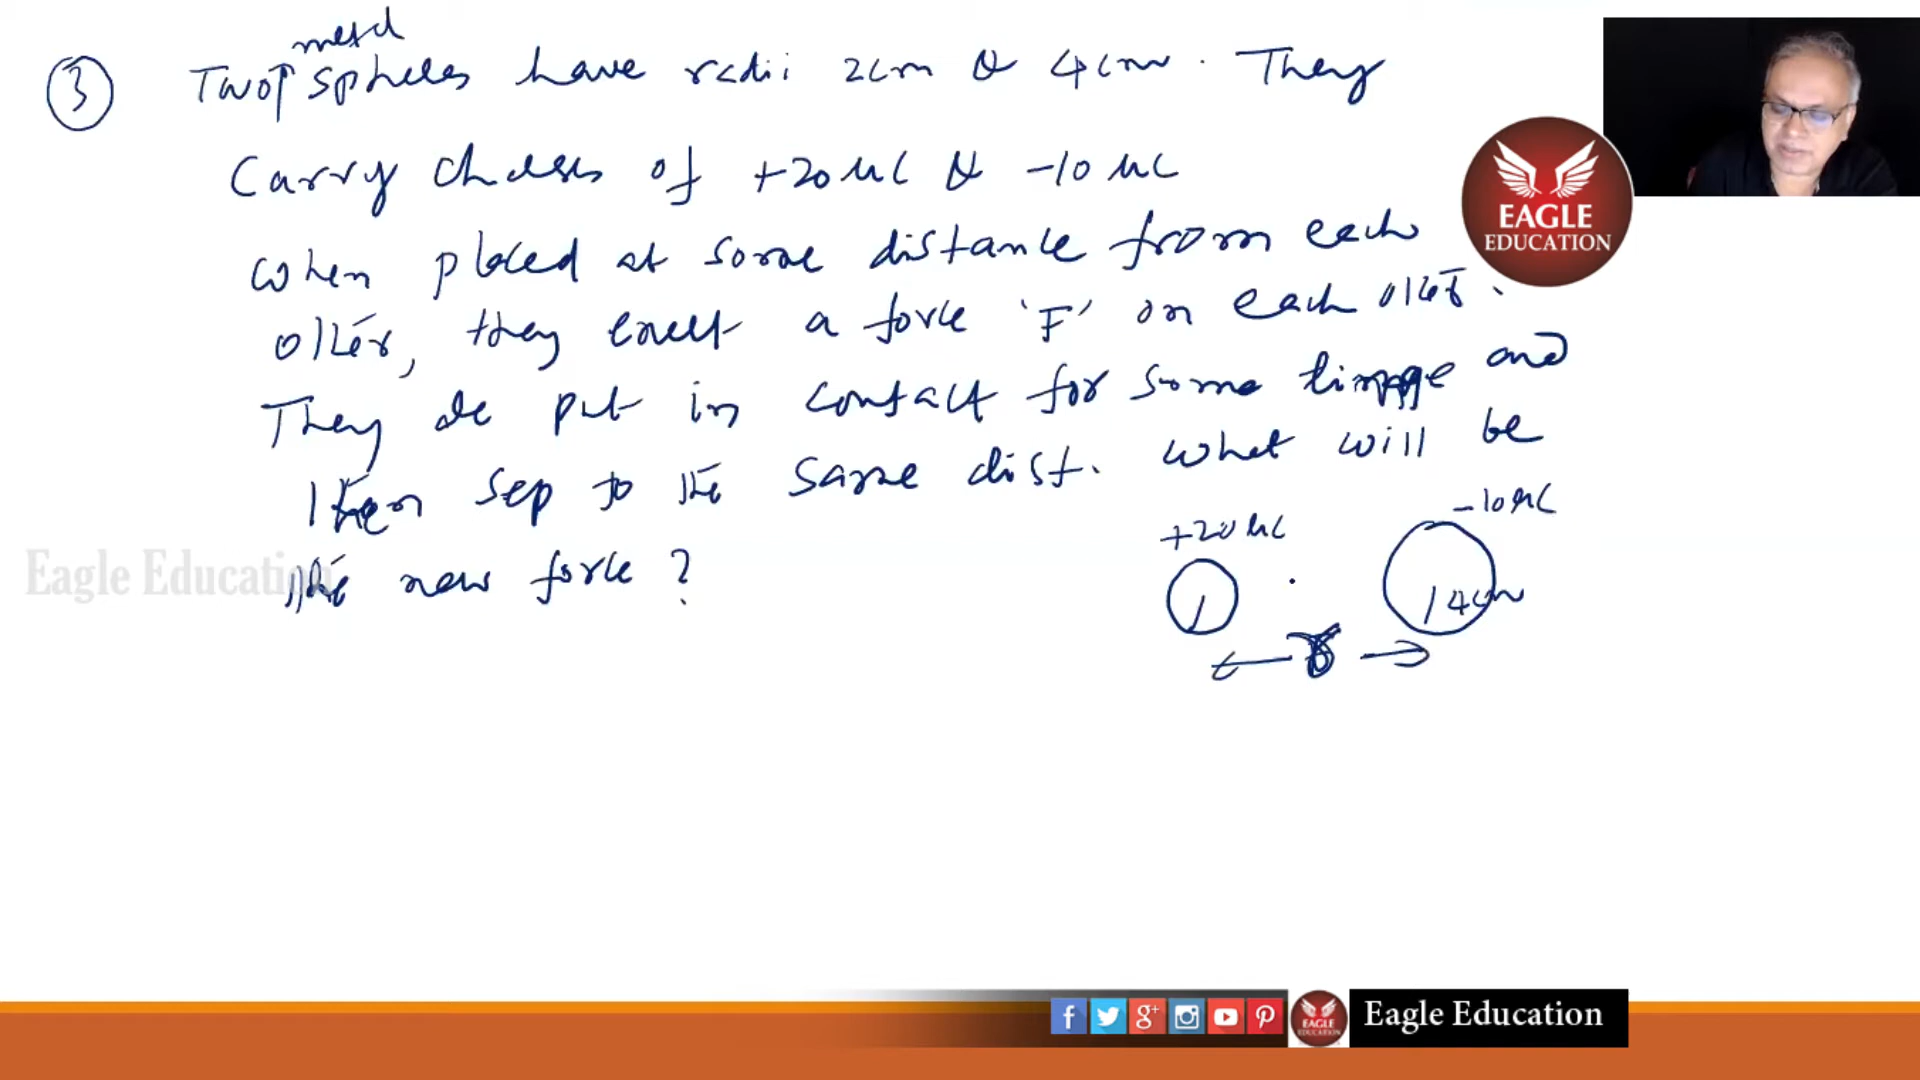 3 Two metal spheres have radii 2cm & 4cm. They
Carry charges of +20 μC & -10 μC
When placed at some distance from each
other, they exert a force 'F' on each other.
They are put in contact for some time and
then sep to the same dist. What will be
the new force?
+20 μC
-10 μC
4cm
r
EAGLE
EDUCATION
Eagle Education
EAGLE
EDUCATION
Eagle Education